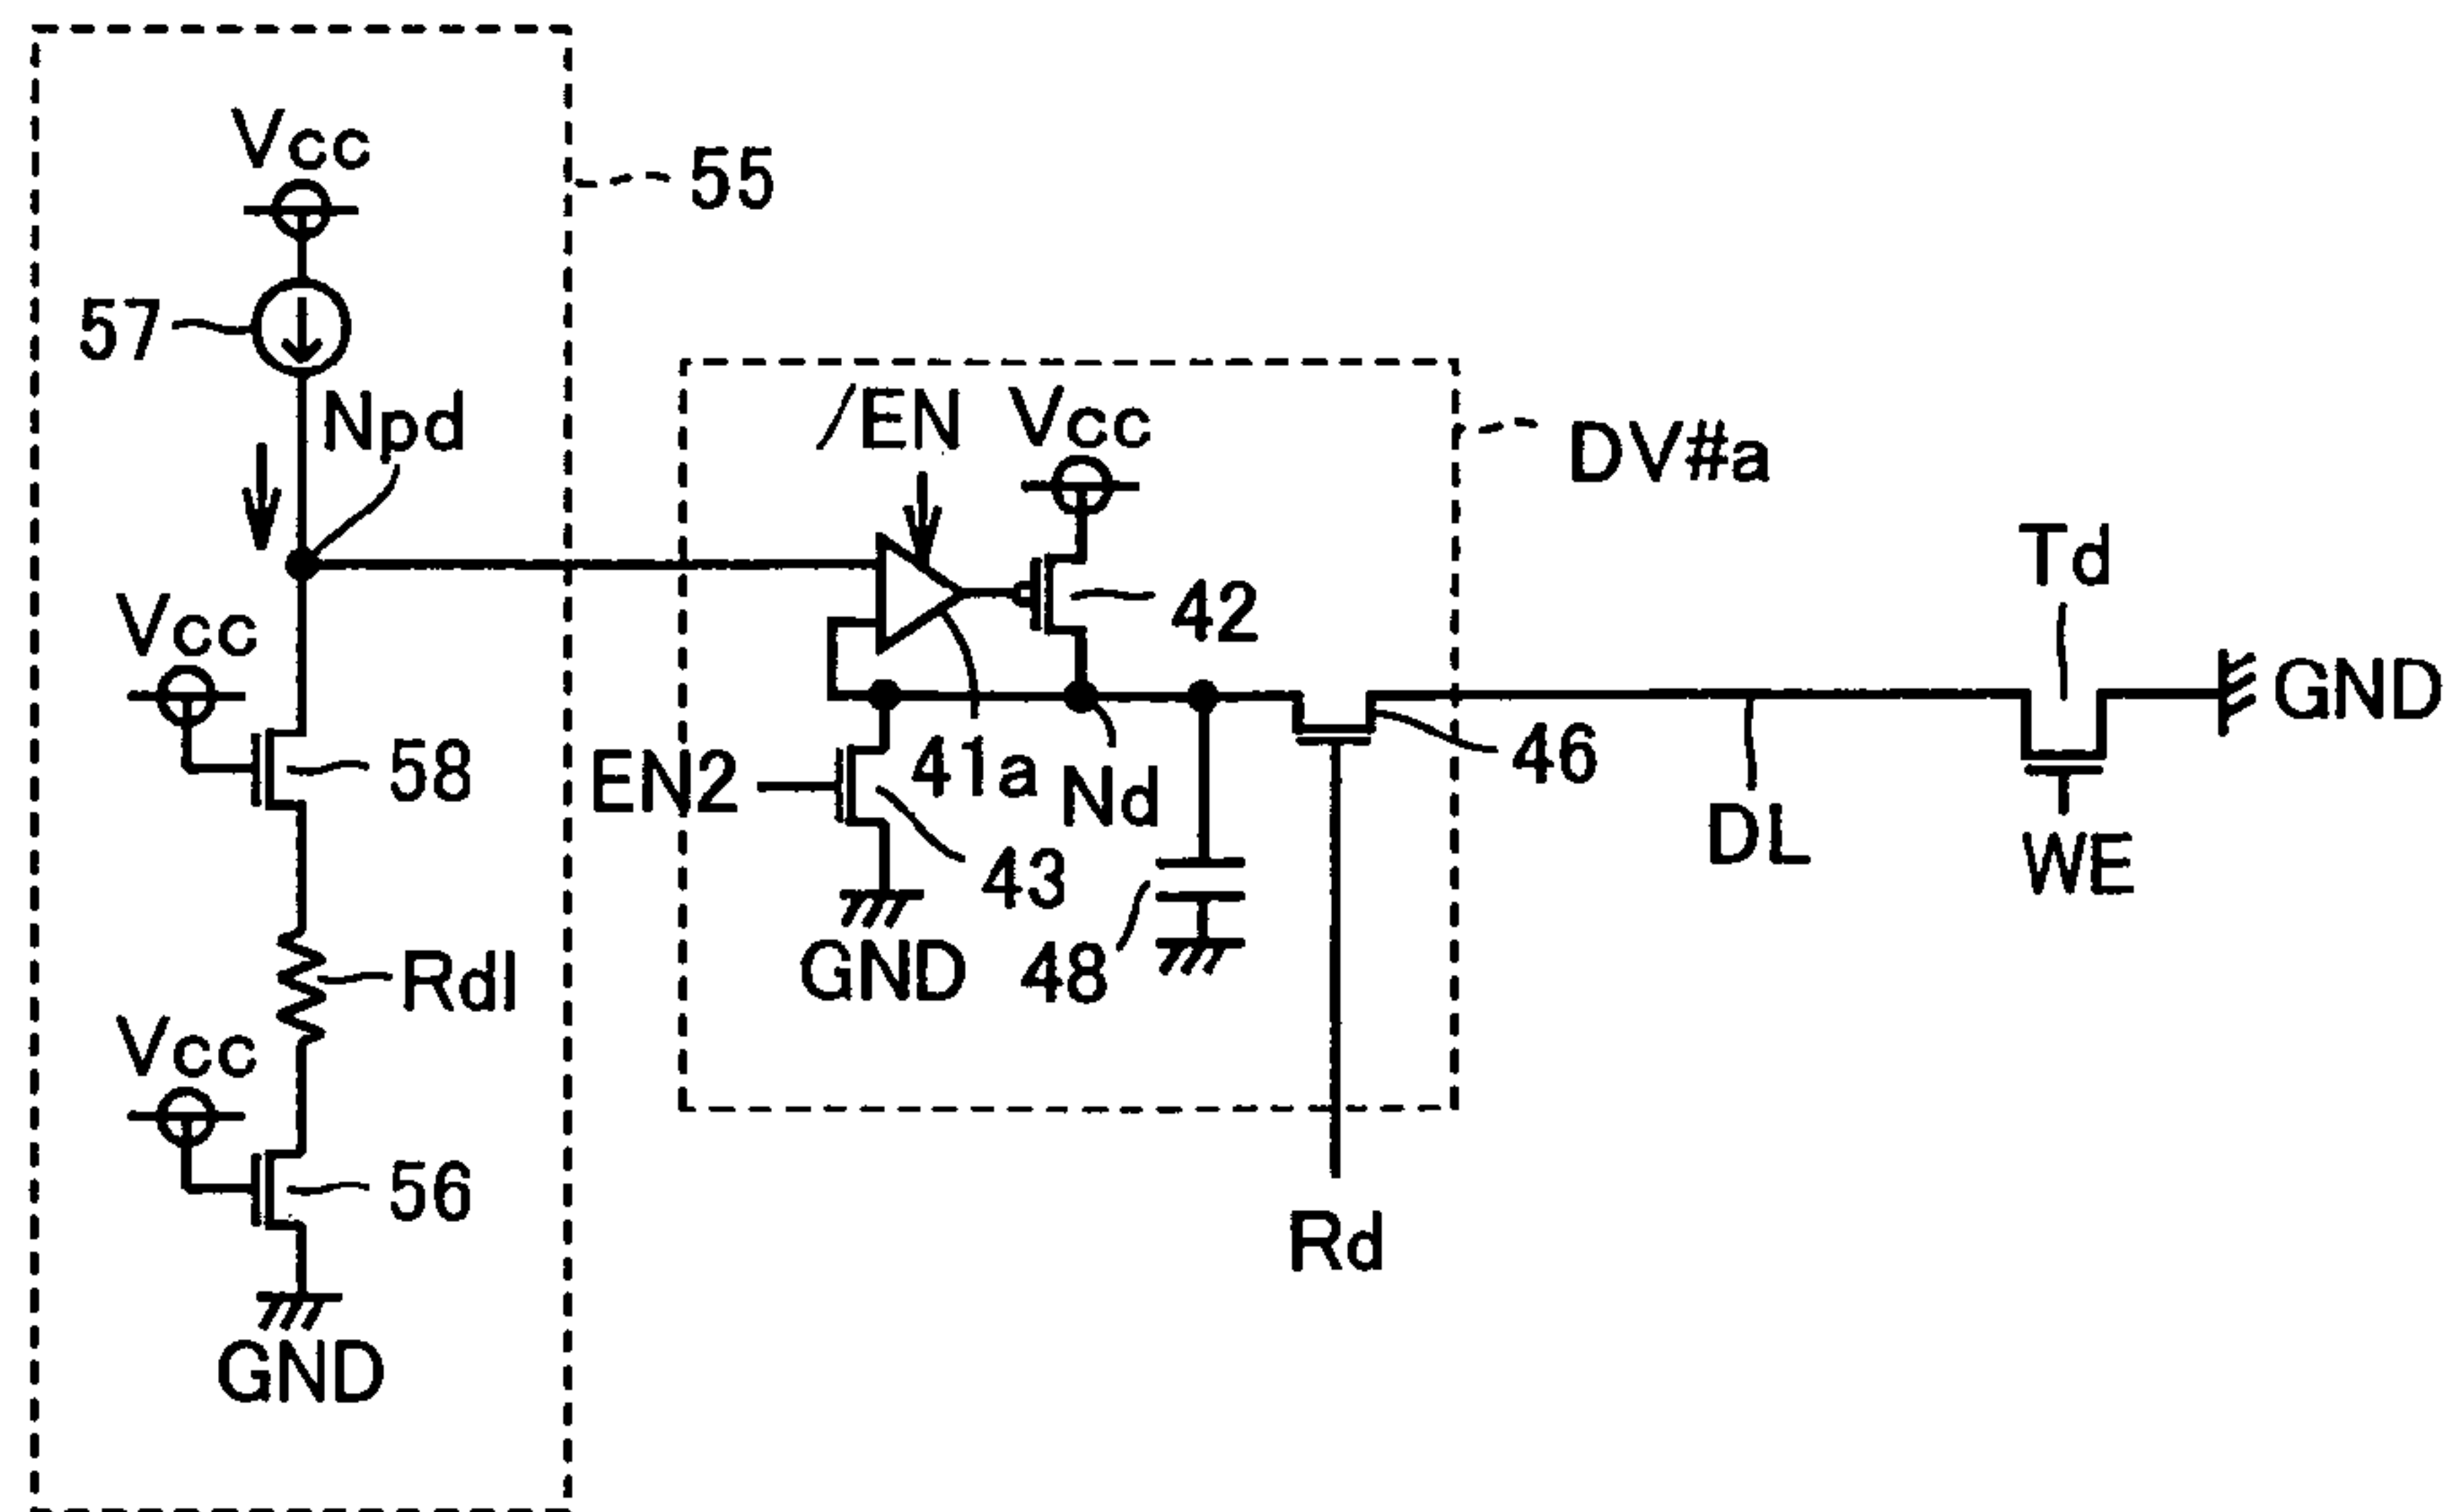 Vcc
55
57
Npd
/EN Vcc
DV#a
Vcc
42
Td
GND
58
EN2
41a
Nd
46
DL
WE
43
GND
48
Rdl
Vcc
56
Rd
GND